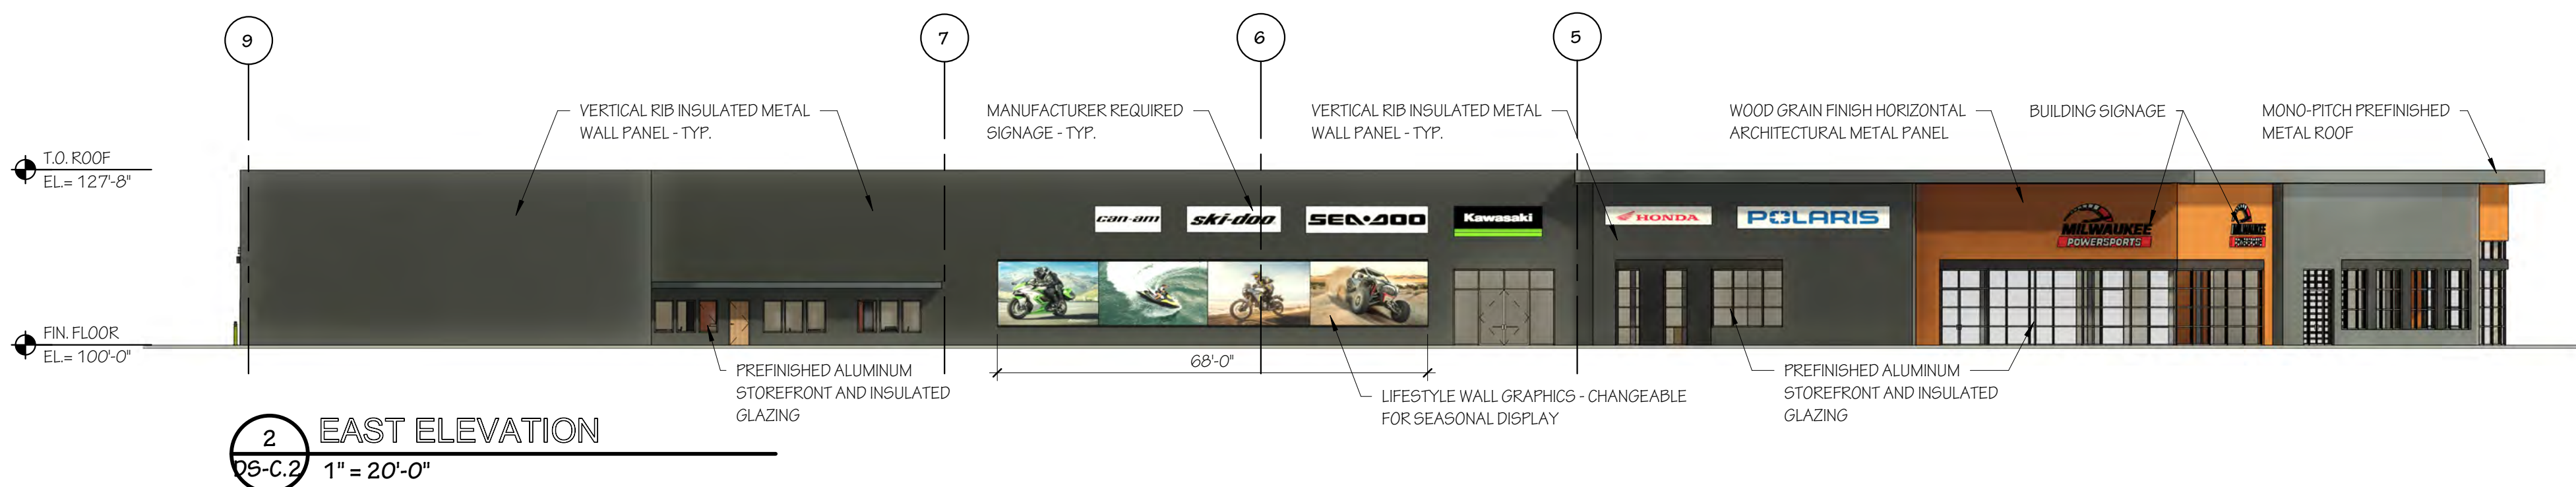 9
7
6
5
VERTICAL RIB INSULATED METAL
WALL PANEL - TYP.
MANUFACTURER REQUIRED
SIGNAGE - TYP.
VERTICAL RIB INSULATED METAL
WALL PANEL - TYP.
WOOD GRAIN FINISH HORIZONTAL
ARCHITECTURAL METAL PANEL
BUILDING SIGNAGE
MONO-PITCH PREFINISHED
METAL ROOF
T.O. ROOF
EL.= 127'-8"
can-am
ski-doo
SEA-DOO
Kawasaki
HONDA
POLARIS
MILWAUKEE
POWERSPORTS
MILWAUKEE
POWERSPORTS
FIN. FLOOR
EL.= 100'-0"
68'-0"
PREFINISHED ALUMINUM
STOREFRONT AND INSULATED
GLAZING
LIFESTYLE WALL GRAPHICS - CHANGEABLE
FOR SEASONAL DISPLAY
PREFINISHED ALUMINUM
STOREFRONT AND INSULATED
GLAZING
2
DS-C.2
EAST ELEVATION
1" = 20'-0"